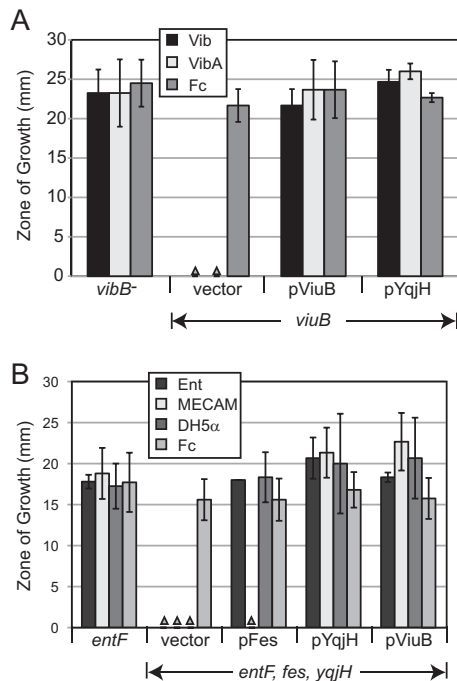 A
Zone of Growth (mm)
30
25
20
15
10
5
0
Vib
VibA
Fc
vibB-
vector
pViuB
pYqjH
viuB
B
Zone of Growth (mm)
30
25
20
15
10
5
0
Ent
MECAM
DH5α
Fc
entF
vector
pFes
pYqjH
pViuB
entF, fes, yqjH